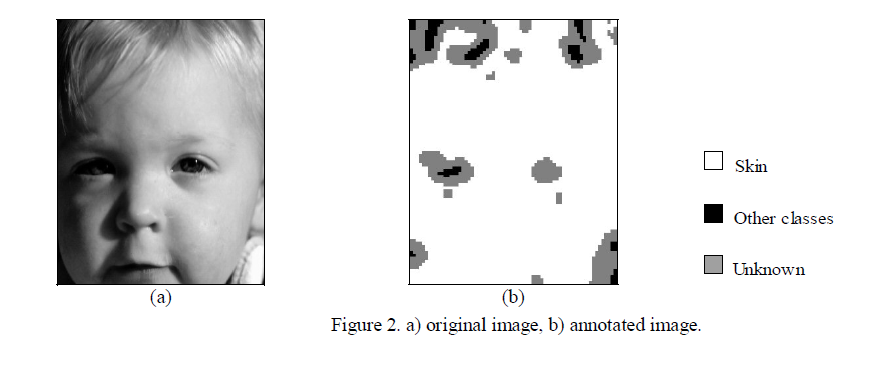 Skin
Other classes
Unknown
(a)
(b)
Figure 2. a) original image, b) annotated image.